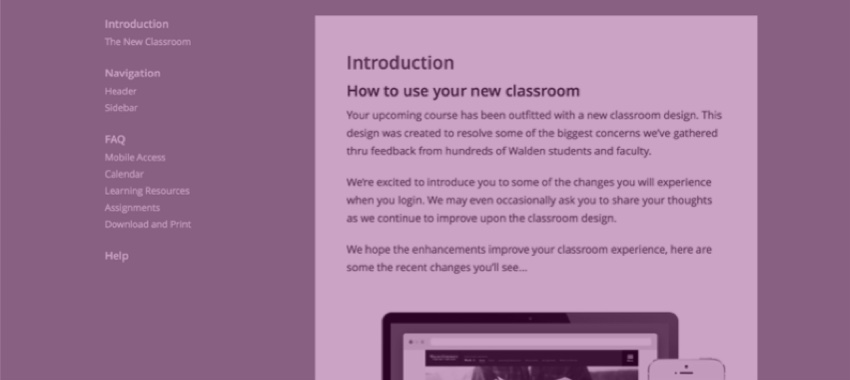 Introduction
The New Classroom
Navigation
Header
Sidebar
FAQ
Mobile Access
Calendar
Learning Resources
Assignments
Download and Print
Help
Introduction
How to use your new classroom
Your upcoming course has been outfitted with a new classroom design. This
design was created to resolve some of the biggest concerns we've gathered
thru feedback from hundreds of Walden students and faculty.
We're excited to introduce you to some of the changes you will experience
when you login. We may even occasionally ask you to share your thoughts
as we continue to improve upon the classroom design.
We hope the enhancements improve your classroom experience, here are
some the recent changes you'll see...